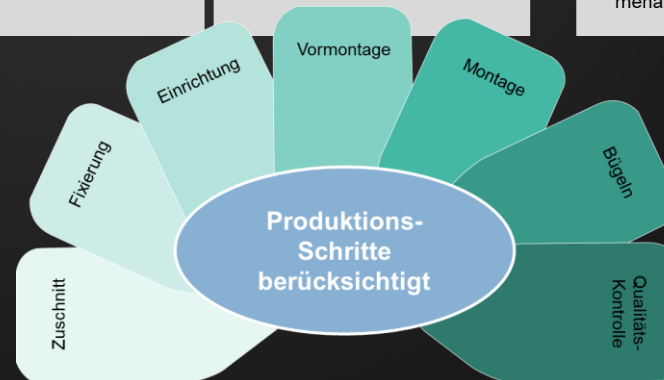 Zuschnitt
Fixierung
Einrichtung
Vormontage
Montage
Bügeln
Qualitäts-
Kontrolle
Produktions-
Schritte
berücksichtigt